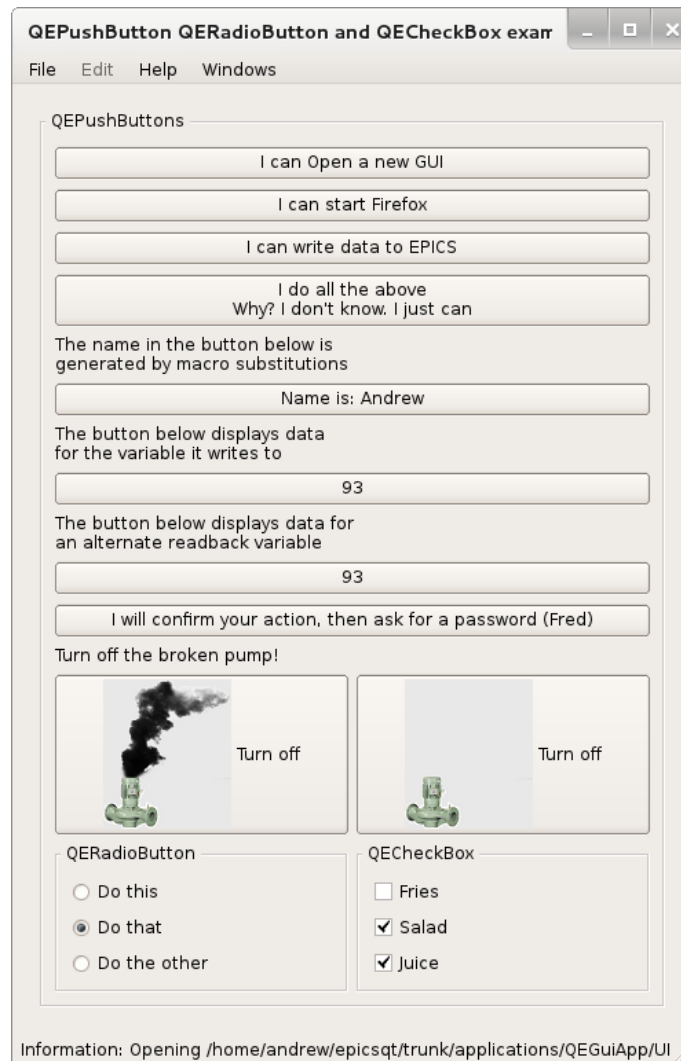 QEPushButton QERadioButton and QECheckBox exam
File Edit Help Windows
QEPushButtons
I can Open a new GUI
I can start Firefox
I can write data to EPICS
I do all the above
Why? I don't know. I just can
The name in the button below is
generated by macro substitutions
Name is: Andrew
The button below displays data
for the variable it writes to
93
The button below displays data for
an alternate readback variable
93
I will confirm your action, then ask for a password (Fred)
Turn off the broken pump!
Turn off
Turn off
QERadioButton
Do this
Do that
Do the other
QECheckBox
Fries
Salad
Juice
Information: Opening /home/andrew/epicsqt/trunk/applications/QEGuiApp/UI